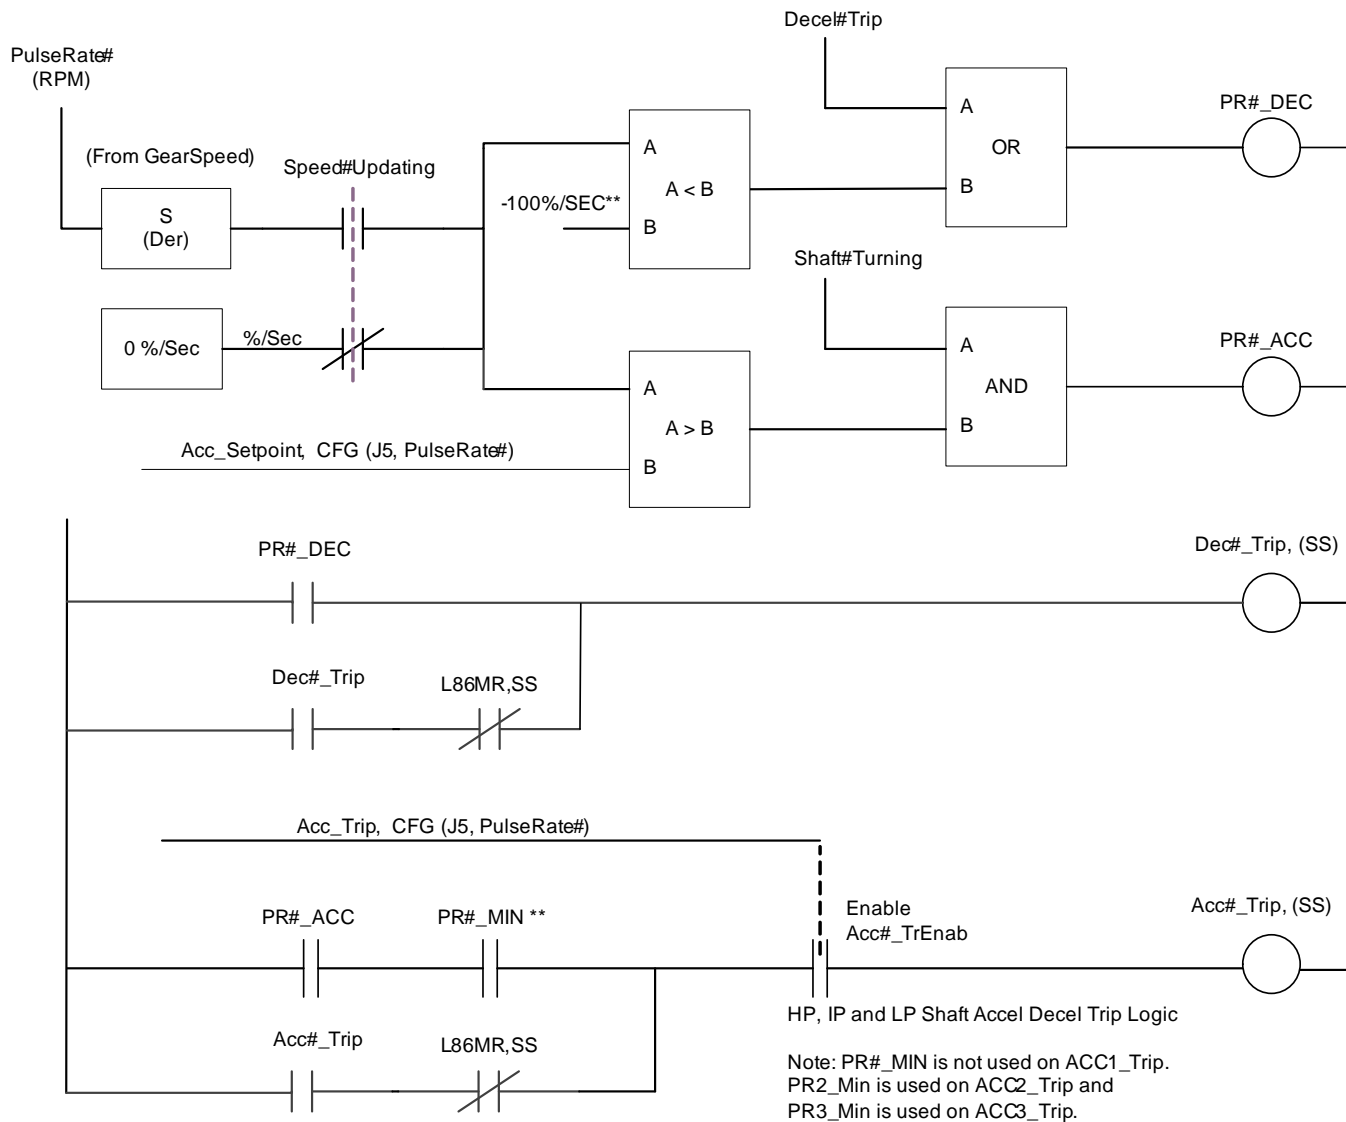 Decel#Trip
PulseRate#
(RPM)
PR#_DEC
A
OR
B
(From GearSpeed)
Speed#Updating
S
(Der)
A
-100%/SEC**
A < B
B
Shaft#Turning
0 %/Sec
%/Sec
PR#_ACC
A
AND
B
A
A > B
B
Acc_Setpoint, CFG (J5, PulseRate#)
PR#_DEC
Dec#_Trip, (SS)
Dec#_Trip
L86MR,SS
Acc_Trip, CFG (J5, PulseRate#)
PR#_ACC
PR#_MIN **
Enable
Acc#_TrEnab
Acc#_Trip, (SS)
HP, IP and LP Shaft Accel Decel Trip Logic
Acc#_Trip
L86MR,SS
Note: PR#_MIN is not used on ACC1_Trip.
PR2_Min is used on ACC2_Trip and
PR3_Min is used on ACC3_Trip.